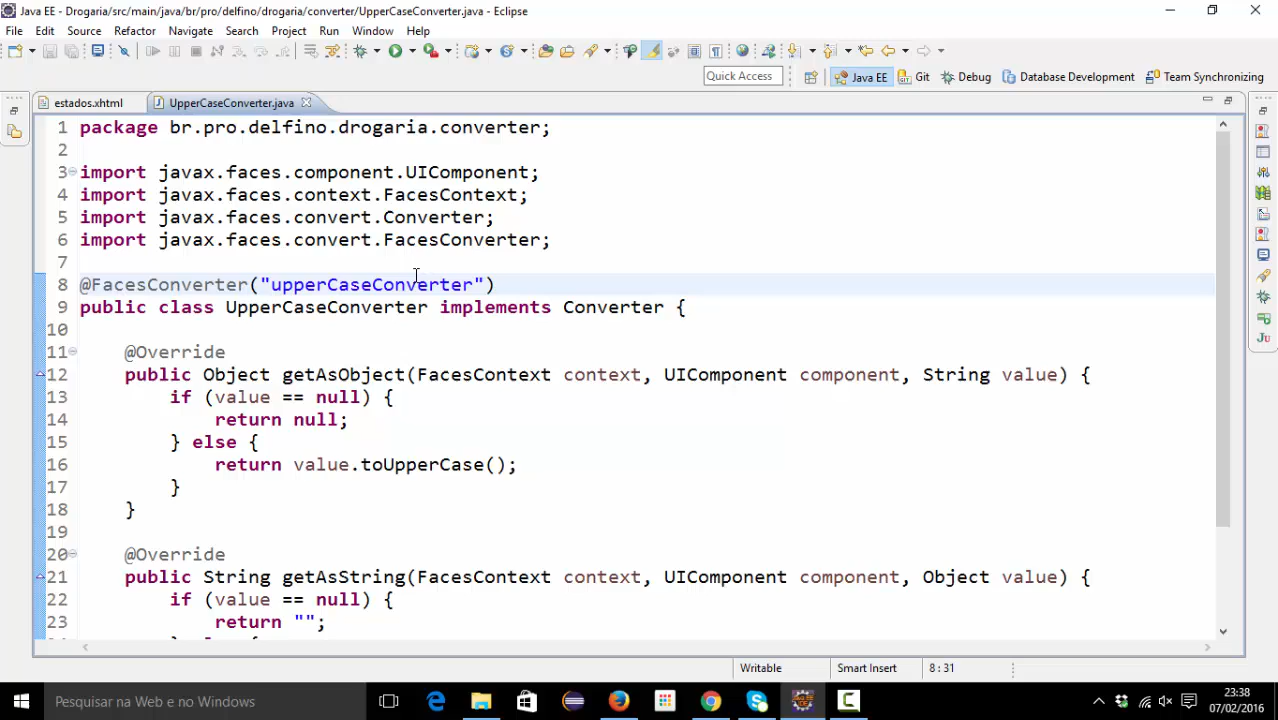 Java EE - Drogaria/src/main/java/br/pro/delfino/drogaria/converter/UpperCaseConverter.java - Eclipse
File Edit Source Refactor Navigate Search Project Run Window Help
Quick Access
Java EE
Git
Debug
Database Development
Team Synchronizing
estados.xhtml
UpperCaseConverter.java
1 package br.pro.delfino.drogaria.converter;
2
3 import javax.faces.component.UIComponent;
4 import javax.faces.context.FacesContext;
5 import javax.faces.convert.Converter;
6 import javax.faces.convert.FacesConverter;
7
8 @FacesConverter("upperCaseConverter")
9 public class UpperCaseConverter implements Converter {
10
11 @Override
12 public Object getAsObject(FacesContext context, UIComponent component, String value) {
13 if (value == null) {
14 return null;
15 } else {
16 return value.toUpperCase();
17 }
18 }
19
20 @Override
21 public String getAsString(FacesContext context, UIComponent component, Object value) {
22 if (value == null) {
23 return "";
Writable
Smart Insert
8 : 31
Pesquisar na Web e no Windows
23:38
07/02/2016